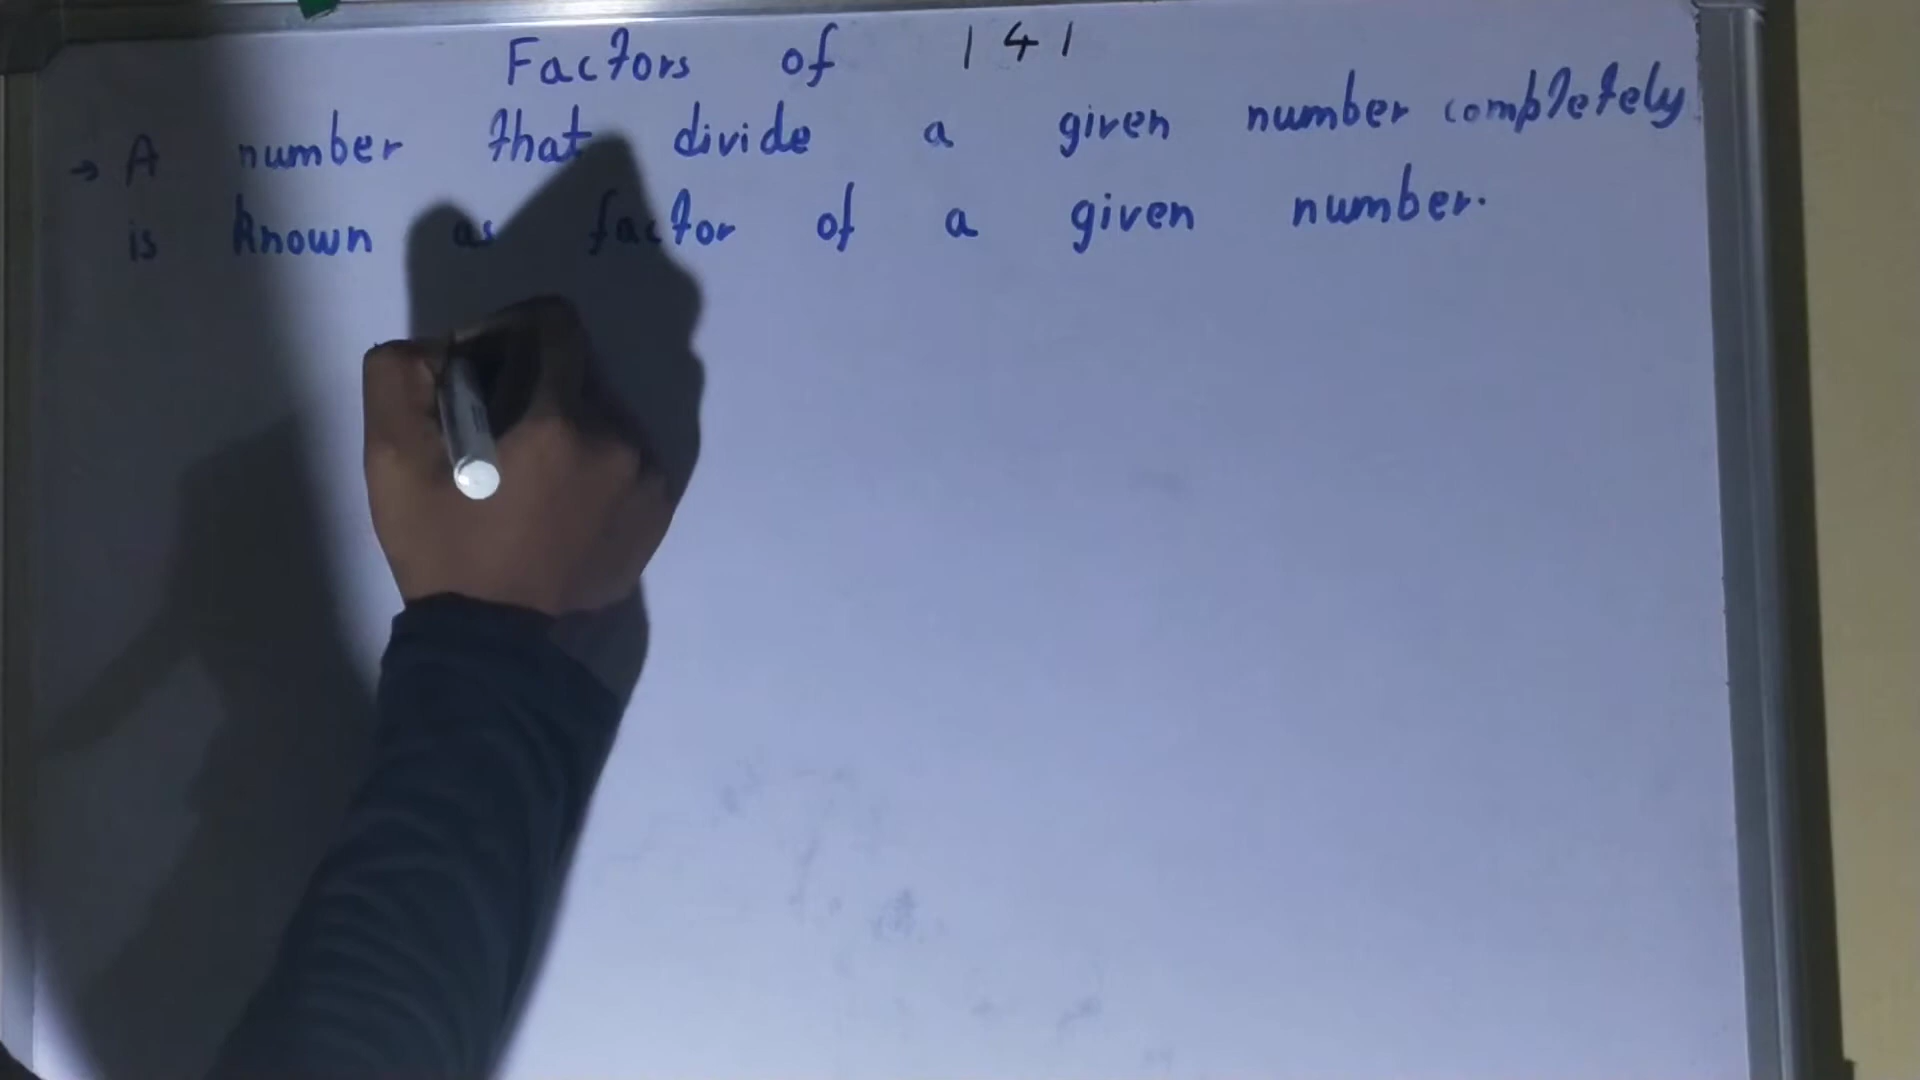 Factors of 141
→ A number that divide a given number completely
is known as factor of a given number.